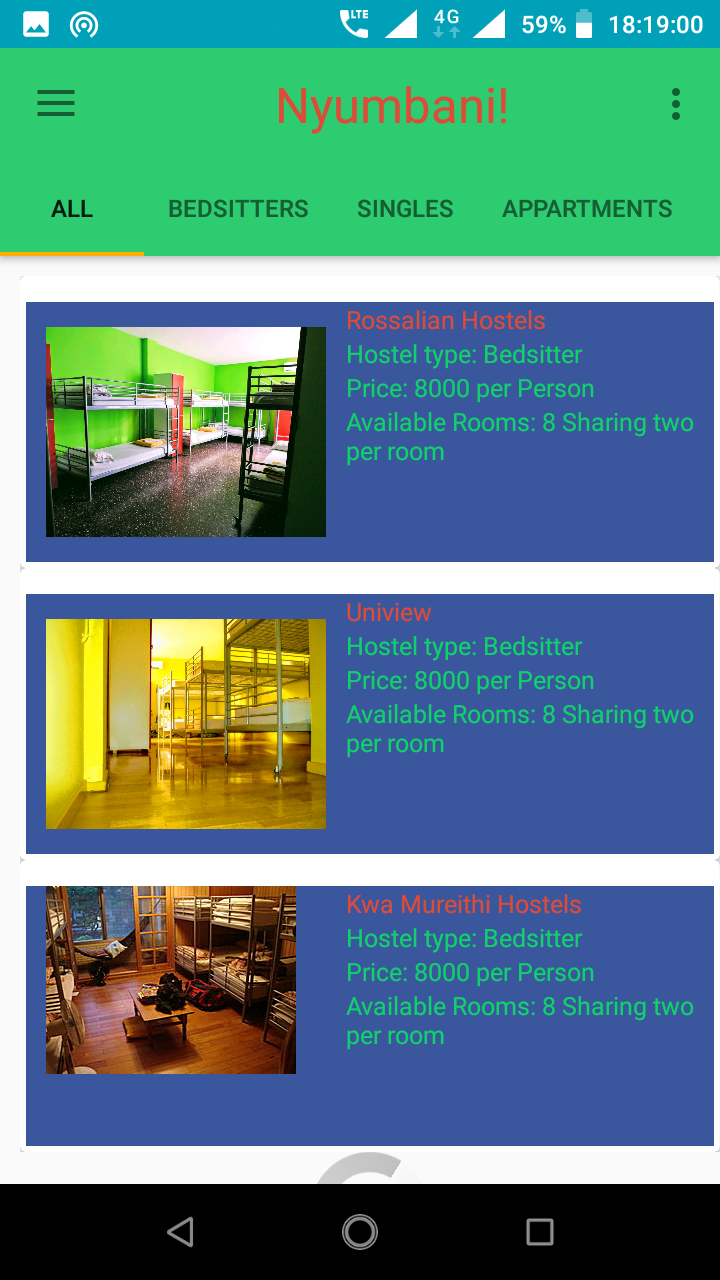 LTE 4G 59% 18:19:00
Nyumbani!
ALL BEDSITTERS SINGLES APPARTMENTS
Rossalian Hostels
Hostel type: Bedsitter
Price: 8000 per Person
Available Rooms: 8 Sharing two
per room
Uniview
Hostel type: Bedsitter
Price: 8000 per Person
Available Rooms: 8 Sharing two
per room
Kwa Mureithi Hostels
Hostel type: Bedsitter
Price: 8000 per Person
Available Rooms: 8 Sharing two
per room